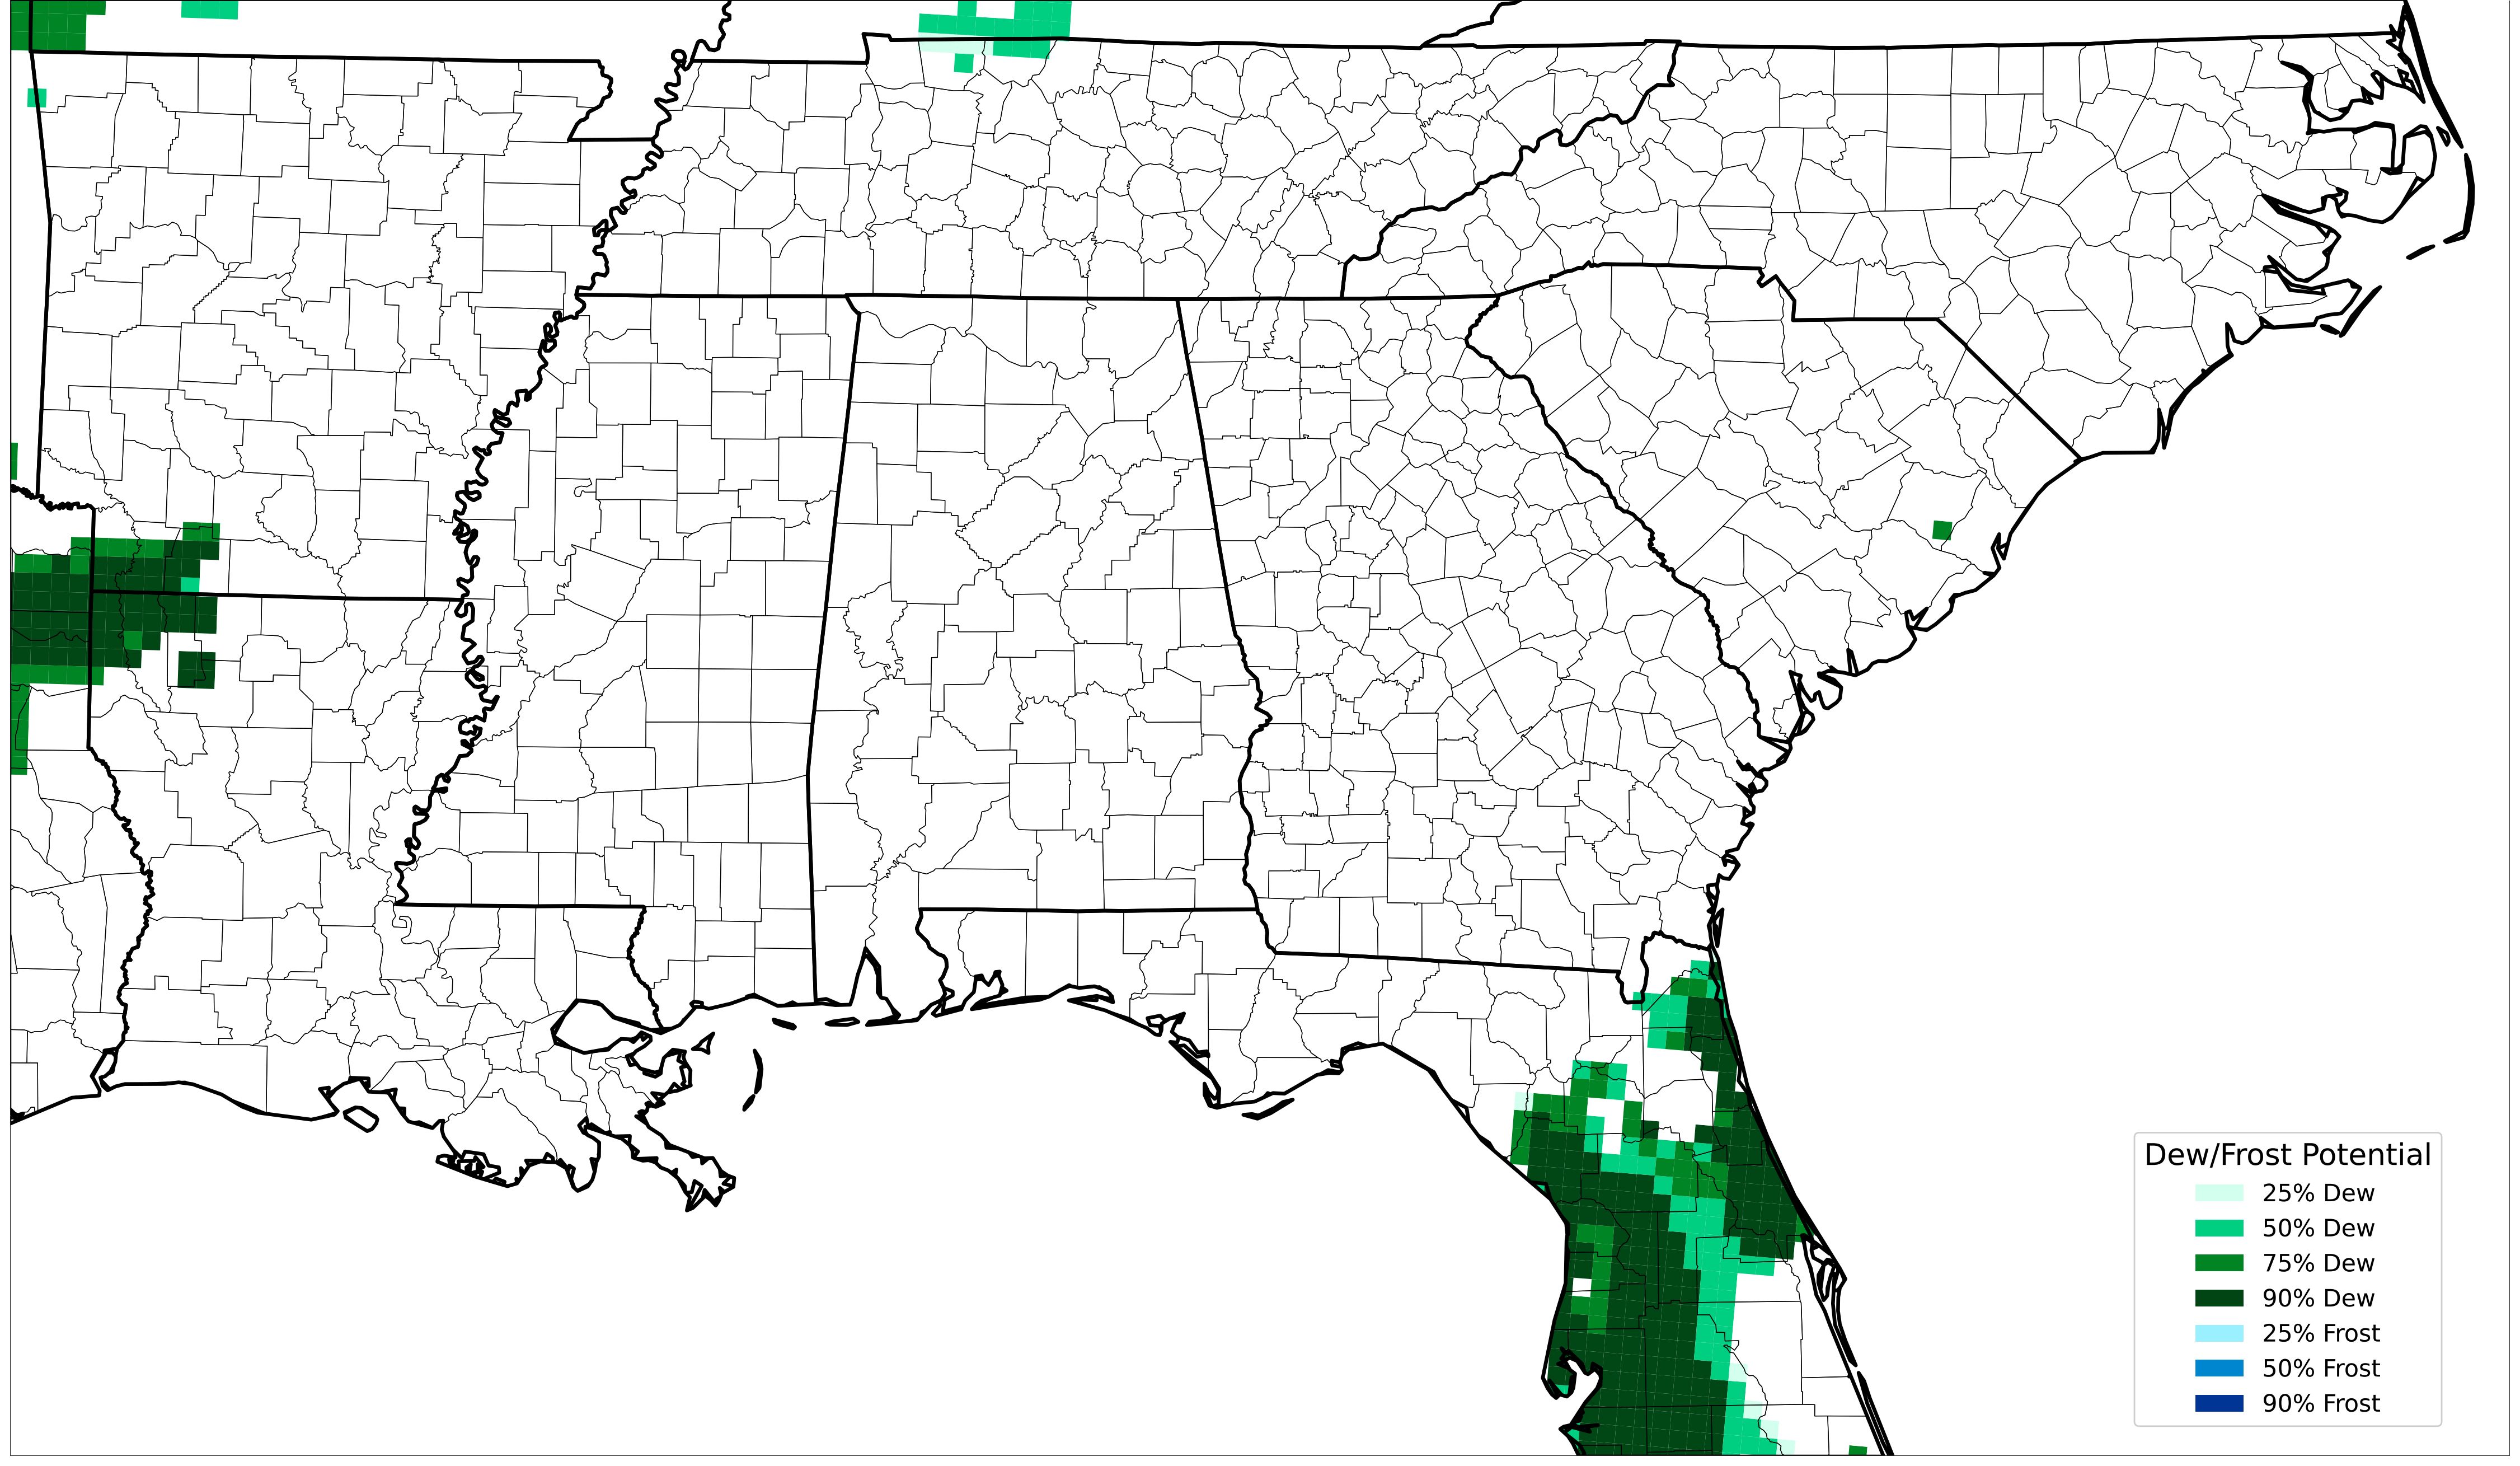 Dew/Frost Potential
25% Dew
50% Dew
75% Dew
90% Dew
25% Frost
50% Frost
90% Frost